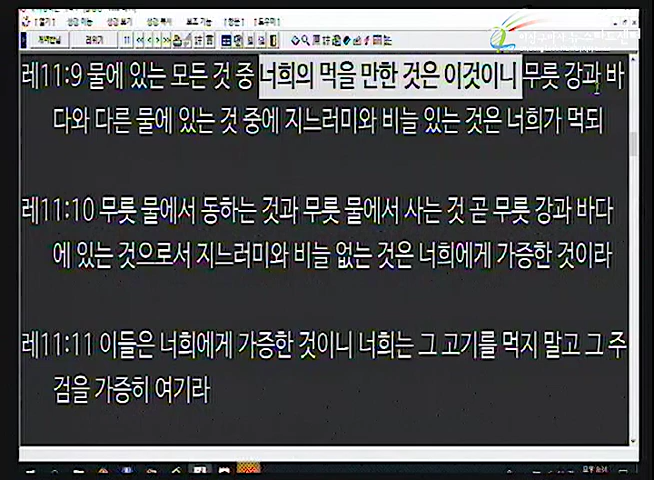 레11:9 물에 있는 모든 것 중 너희의 먹을 만한 것은 이것이니 무릇 강과 바
다와 다른 물에 있는 것 중에 지느러미와 비늘 있는 것은 너희가 먹되
레11:10 무릇 물에서 동하는 것과 무릇 물에서 사는 것 곧 무릇 강과 바다
에 있는 것으로서 지느러미와 비늘 없는 것은 너희에게 가증한 것이라
레11:11 이들은 너희에게 가증한 것이니 너희는 그 고기를 먹지 말고 그 주
검을 가증히 여기라